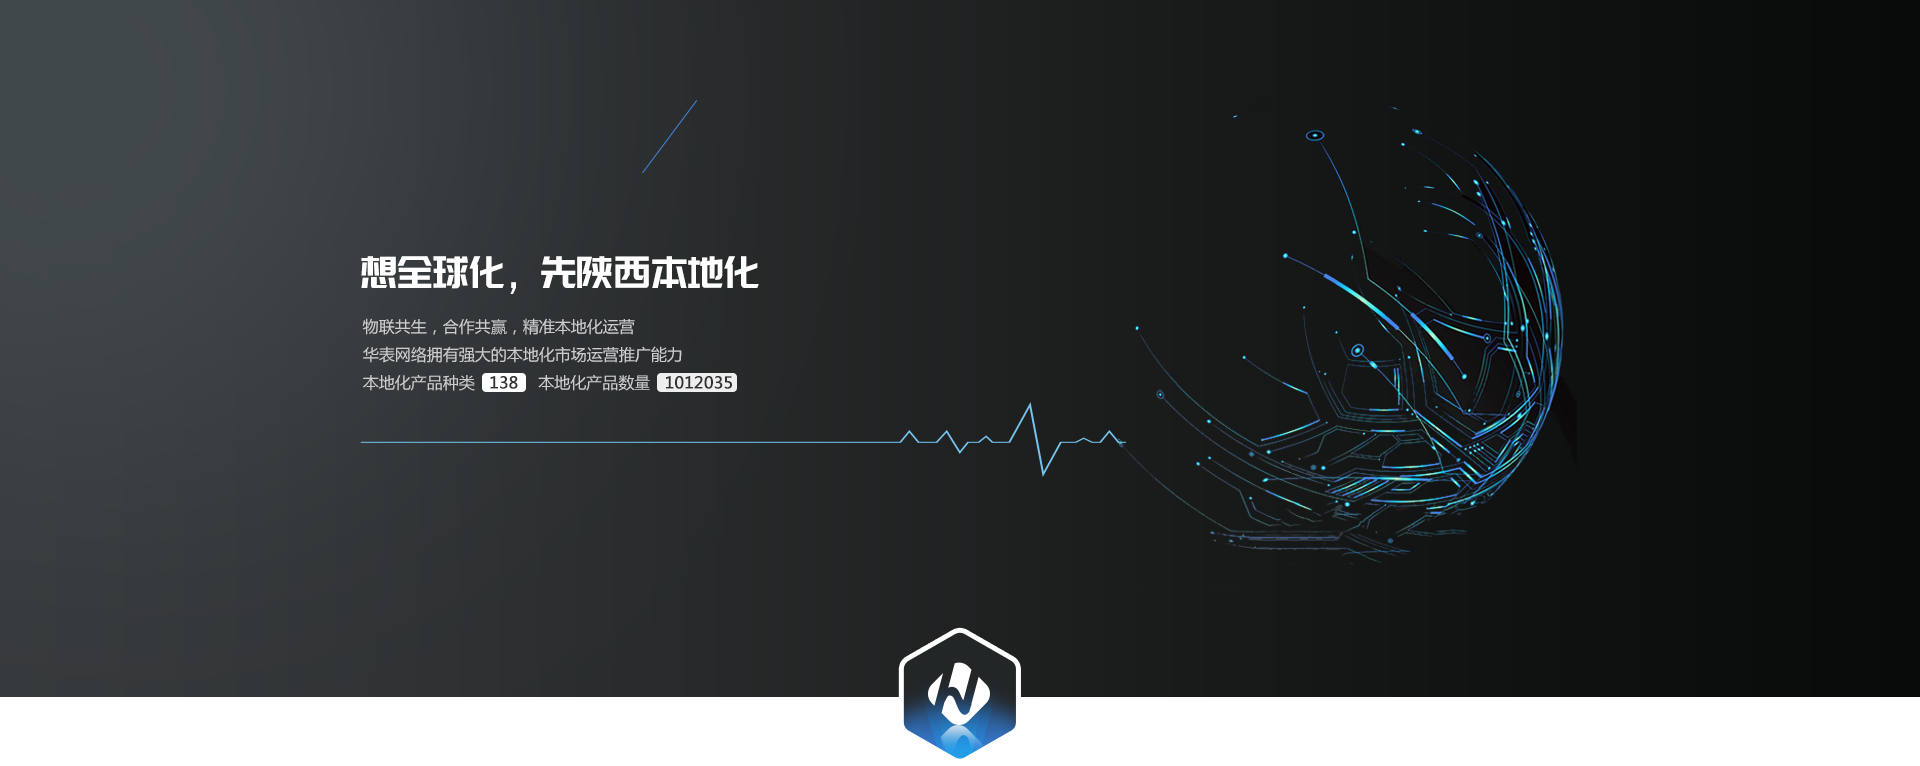 想全球化，先陕西本地化
物联共生，合作共赢，精准本地化运营
华表网络拥有强大的本地化市场运营推广能力
本地化产品种类 138 本地化产品数量 1012035